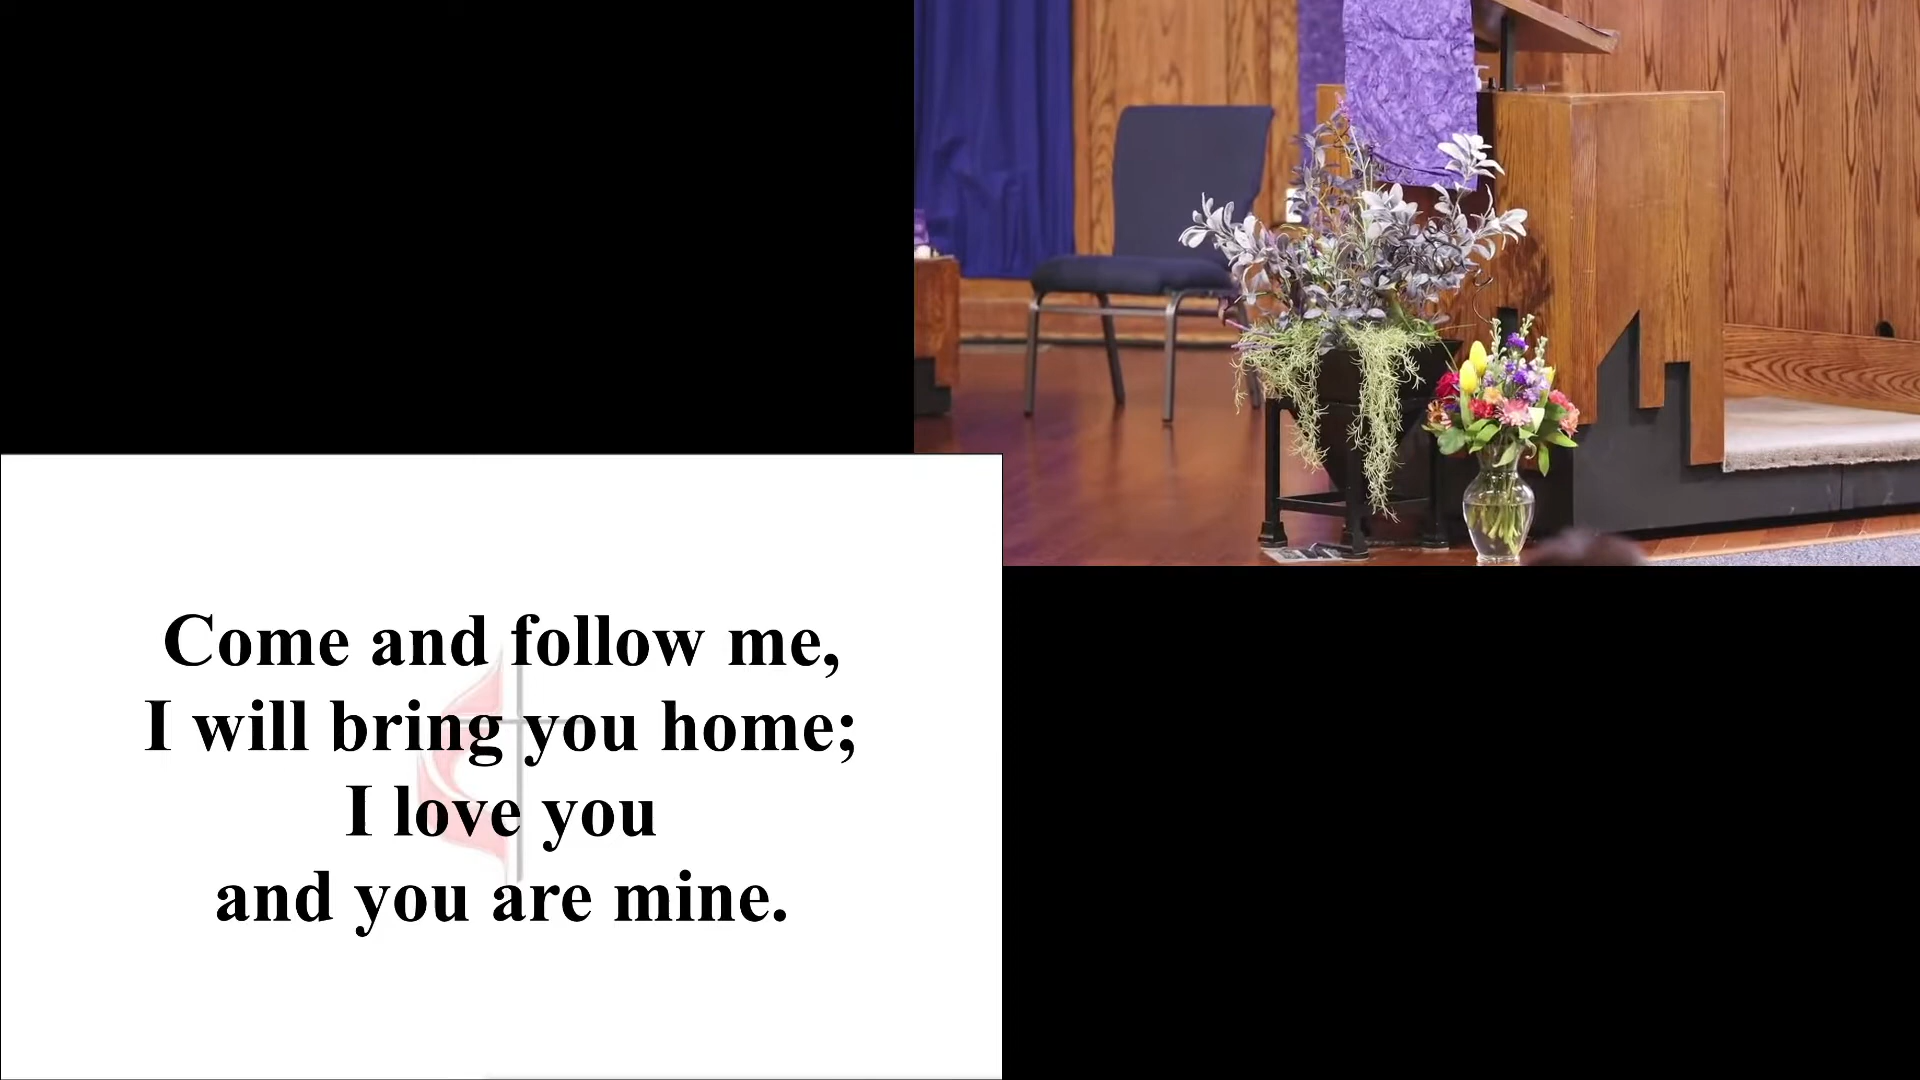 Come and follow me,
I will bring you home;
I love you
and you are mine.